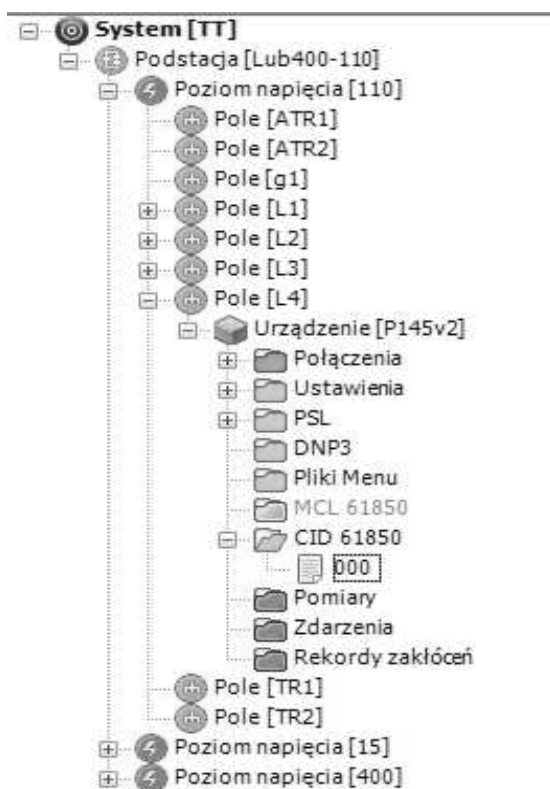 System [TT]
Podstacja [Lub400-110]
Poziom napięcia [110]
Pole [ATR1]
Pole [ATR2]
Pole [g1]
Pole [L1]
Pole [L2]
Pole [L3]
Pole [L4]
Urządzenie [P145v2]
Połączenia
Ustawienia
PSL
DNP3
Pliki Menu
MCL 61850
CID 61850
000
Pomiary
Zdarzenia
Rekordy zakłóceń
Pole [TR1]
Pole [TR2]
Poziom napięcia [15]
Poziom napięcia [400]